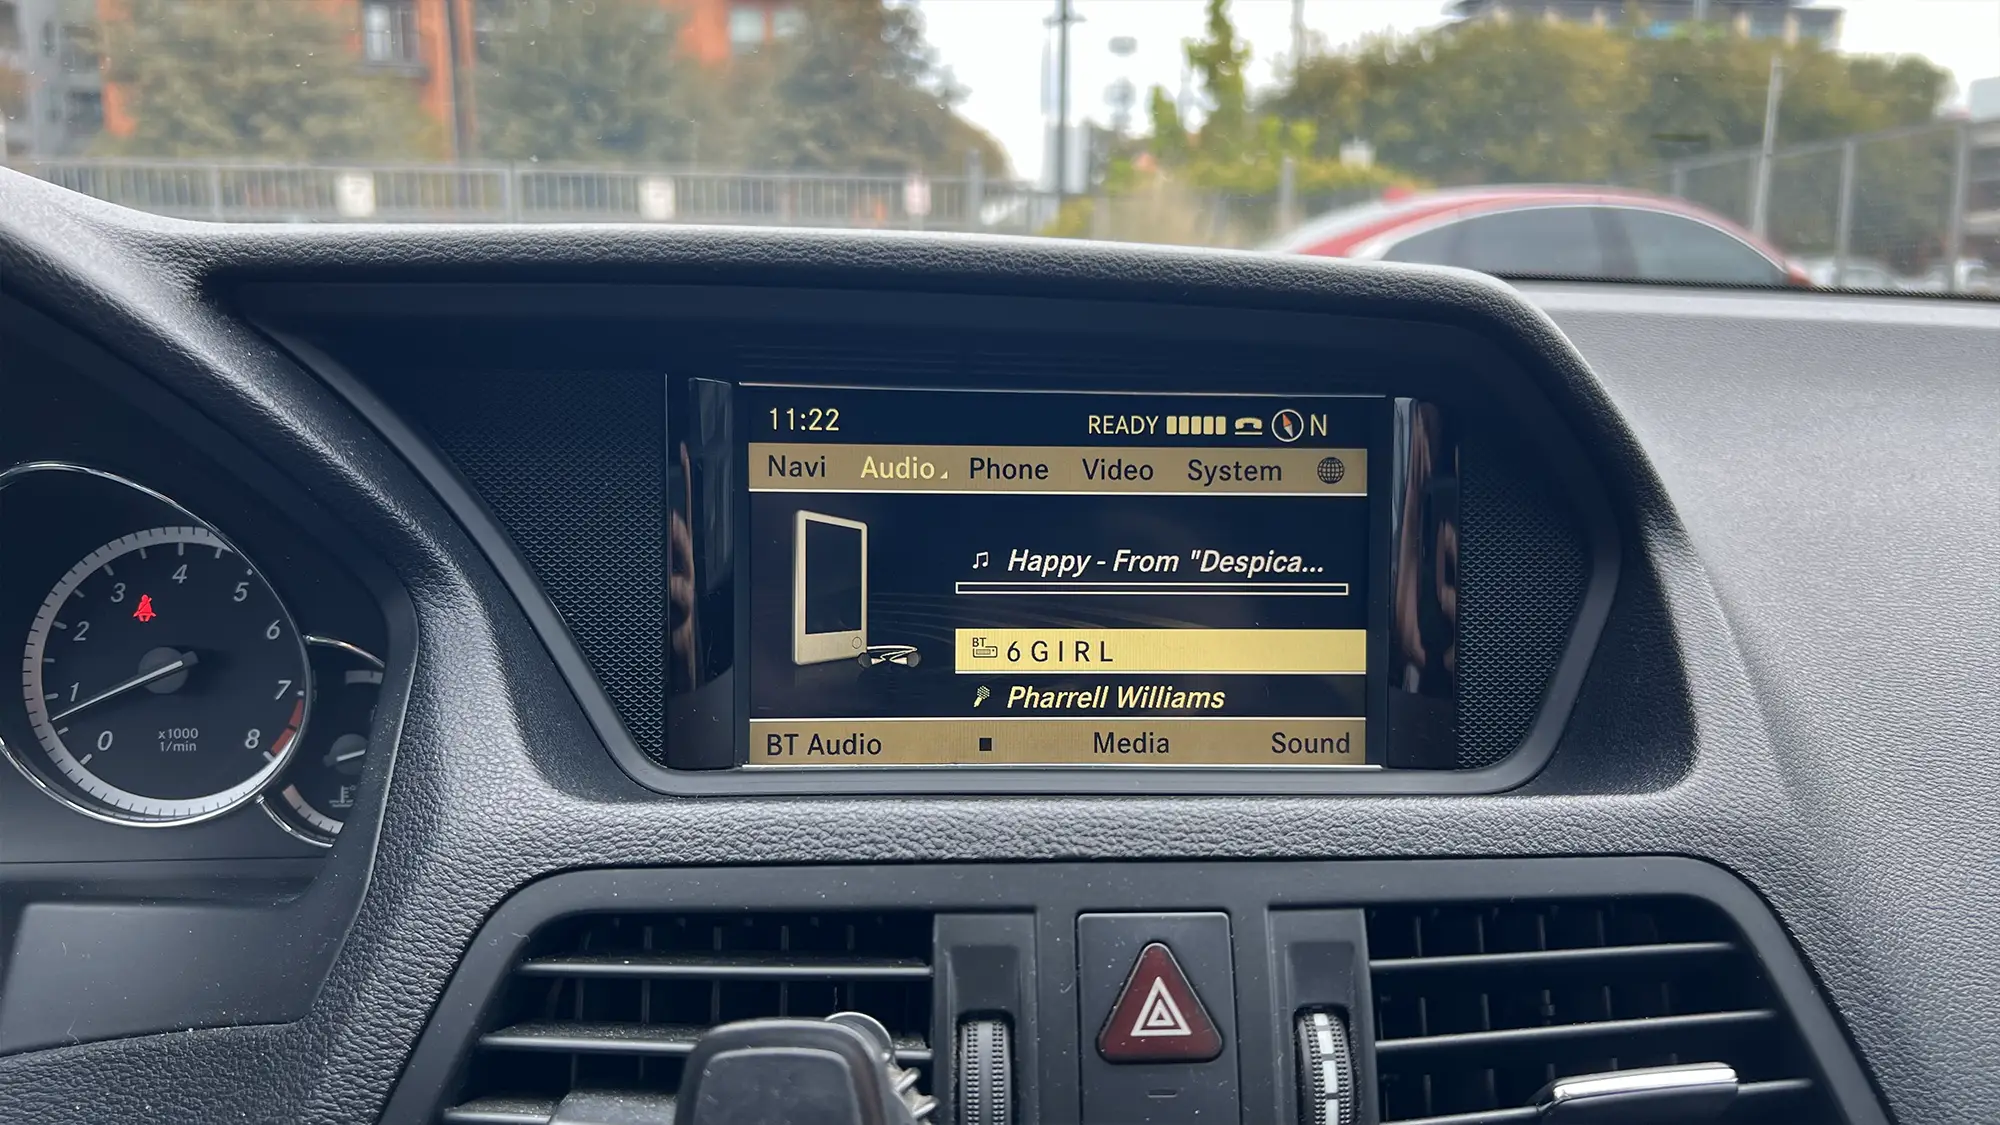 11:22
READY N
Navi Audio Phone Video System
Happy - From "Despica...
BT 6 G I R L
Pharrell Williams
BT Audio Media Sound
0 1 2 3 4 5 6 7 8
x1000
1/min